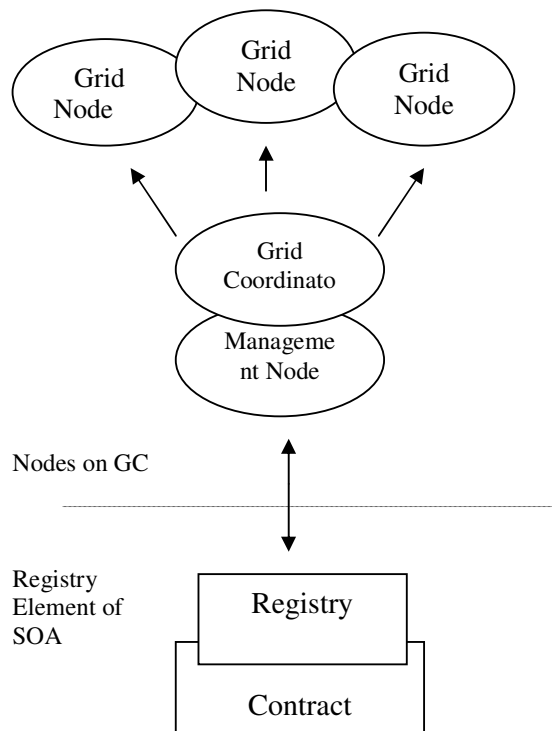 Grid
Node
Grid
Node
Grid
Node
Grid
Coordinato
Manageme
nt Node
Nodes on GC
Registry
Element of
SOA
Registry
Contract